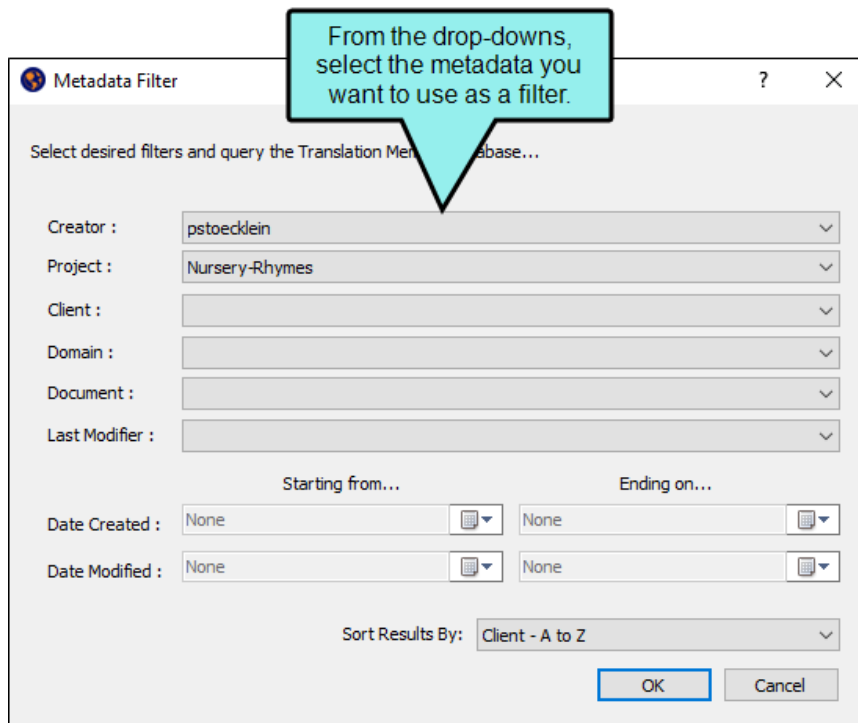 From the drop-downs,
select the metadata you
want to use as a filter.
Metadata Filter
?
Select desired filters and query the Translation Mem abase...
Creator :
pstoecklein
Project :
Nursery-Rhymes
Client :
Domain :
Document :
Last Modifier :
Starting from...
Ending on...
Date Created :
None
None
Date Modified :
None
None
Sort Results By:
Client - A to Z
OK
Cancel